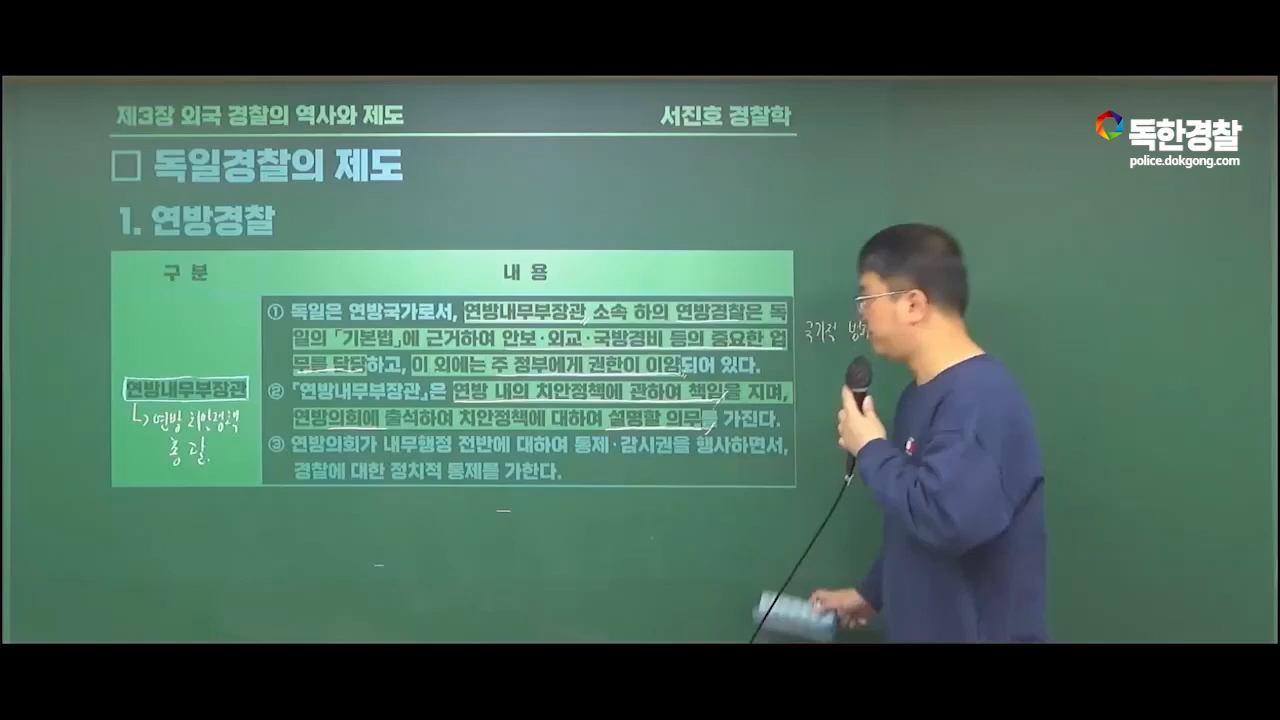 제3장 외국 경찰의 역사와 제도
서진호 경찰학
독한경찰
police.dokgong.com
□ 독일경찰의 제도
1. 연방경찰
구 분
내 용
연방내무부장관
↳ 연방 치안정책
총괄.
① 독일은 연방국가로서, 연방내무부장관 소속 하의 연방경찰은 독
일의 「기본법」에 근거하여 안보·외교·국방경비 등의 중요한 업
무를 담당하고, 이 외에는 주 정부에게 권한이 이양되어 있다.
② 「연방내무부장관」은 연방 내의 치안정책에 관하여 책임을 지며,
연방의회에 출석하여 치안정책에 대하여 설명할 의무를 가진다.
③ 연방의회가 내무행정 전반에 대하여 통제·감시권을 행사하면서,
경찰에 대한 정치적 통제를 가한다.